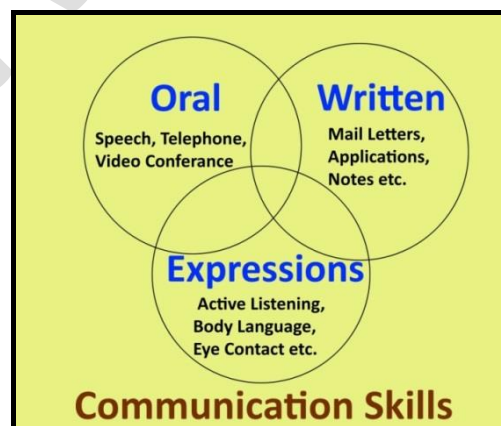 Oral
Speech, Telephone,
Video Conferance
Written
Mail Letters,
Applications,
Notes etc.
Expressions
Active Listening,
Body Language,
Eye Contact etc.
Communication Skills